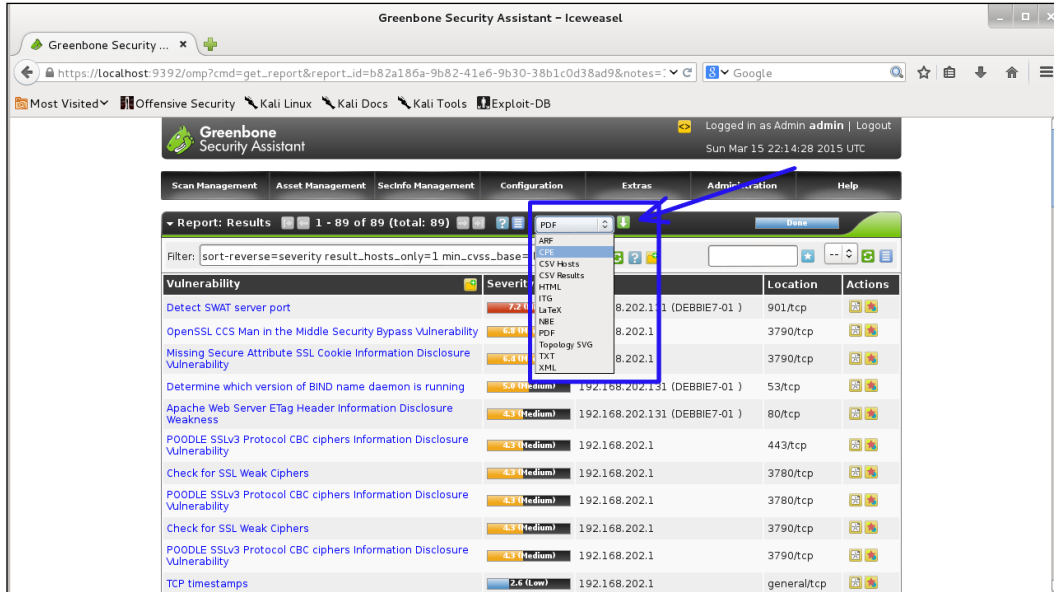 Greenbone Security Assistant - Iceweasel
Greenbone Security ... ×
https://localhost:9392/omp?cmd=get_report&report_id=b82a186a-9b82-41e6-9b30-38b1c0d38ad9&notes=
Google
Most Visited Offensive Security Kali Linux Kali Docs Kali Tools Exploit-DB
Greenbone
Security Assistant
Logged in as Admin admin | Logout
Sun Mar 15 22:14:28 2015 UTC
Scan Management Asset Management SecInfo Management Configuration Extras Administration Help
Report: Results 1 - 89 of 89 (total: 89) ? PDF Done
Filter: sort-reverse=severity result_hosts_only=1 min_cvss_base= ? --
ARF
CPE
CSV Hosts
CSV Results
HTML
ITG
LaTeX
NBE
PDF
Topology SVG
TXT
XML
Vulnerability Severit Location Actions
Detect SWAT server port 7.2 8.202.131 (DEBBIE7-01 ) 901/tcp
OpenSSL CCS Man in the Middle Security Bypass Vulnerability 6.8 8.202.1 3790/tcp
Missing Secure Attribute SSL Cookie Information Disclosure
Vulnerability 6.4 8.202.1 3790/tcp
Determine which version of BIND name daemon is running 5.0 (Medium) 192.168.202.131 (DEBBIE7-01 ) 53/tcp
Apache Web Server ETag Header Information Disclosure
Weakness 4.3 (Medium) 192.168.202.131 (DEBBIE7-01 ) 80/tcp
POODLE SSLv3 Protocol CBC ciphers Information Disclosure
Vulnerability 4.3 (Medium) 192.168.202.1 443/tcp
Check for SSL Weak Ciphers 4.3 (Medium) 192.168.202.1 3780/tcp
POODLE SSLv3 Protocol CBC ciphers Information Disclosure
Vulnerability 4.3 (Medium) 192.168.202.1 3780/tcp
Check for SSL Weak Ciphers 4.3 (Medium) 192.168.202.1 3790/tcp
POODLE SSLv3 Protocol CBC ciphers Information Disclosure
Vulnerability 4.3 (Medium) 192.168.202.1 3790/tcp
TCP timestamps 2.6 (Low) 192.168.202.1 general/tcp